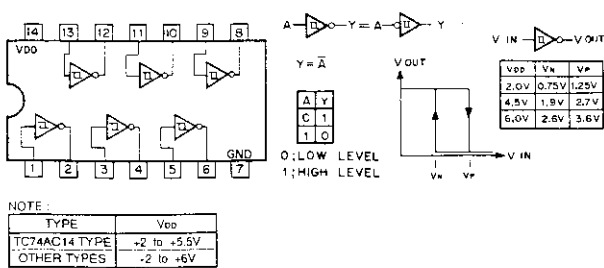 14 13 12 11 10 9 8
VDD
GND
1 2 3 4 5 6 7
A Y = A Y
Y = A
A Y
0 1
1 0
0; LOW LEVEL
1; HIGH LEVEL
V OUT
V IN
VN VP
V IN V OUT
VDD VN VP
2.0V 0.75V 1.25V
4.5V 1.9V 2.7V
6.0V 2.6V 3.6V
NOTE:
TYPE VDD
TC74AC14 TYPE +2 to +5.5V
OTHER TYPES -2 to +6V